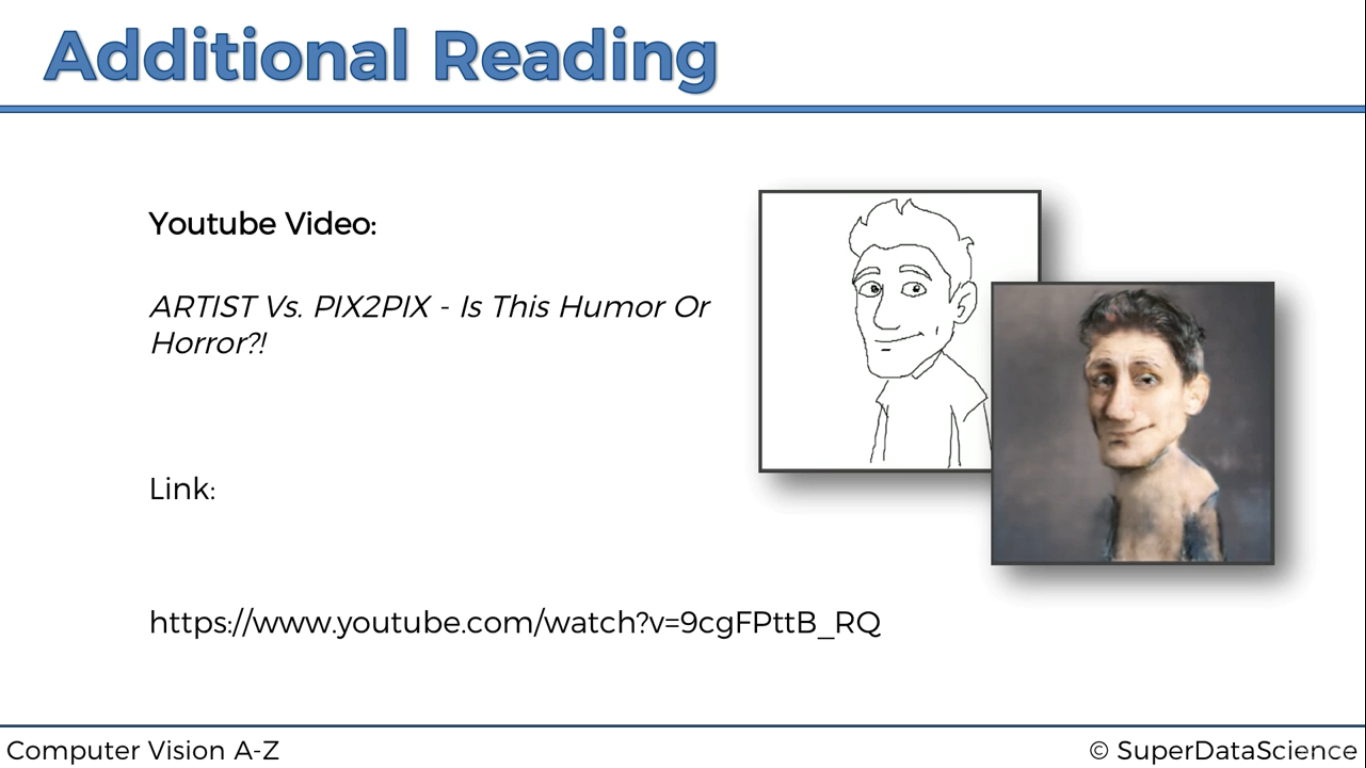 Additional Reading
Youtube Video:
ARTIST Vs. PIX2PIX - Is This Humor Or
Horror?!
Link:
https://www.youtube.com/watch?v=9cgFPttB_RQ
Computer Vision A-Z
© SuperDataScience